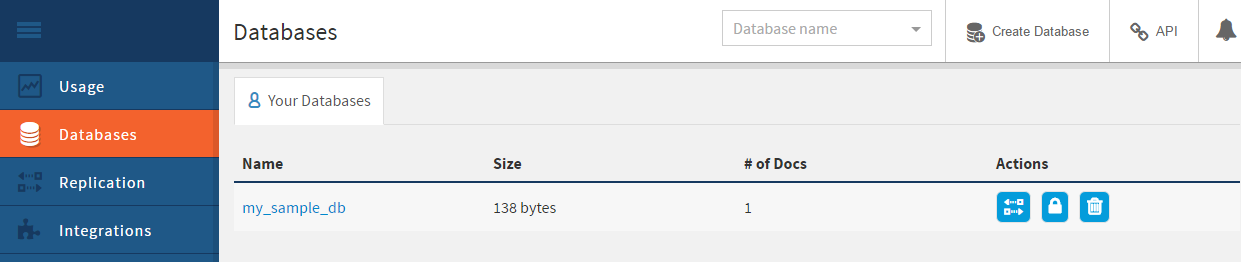 Databases
Database name
Create Database
API
Usage
Databases
Replication
Integrations
Your Databases
Name Size # of Docs Actions
my_sample_db 138 bytes 1